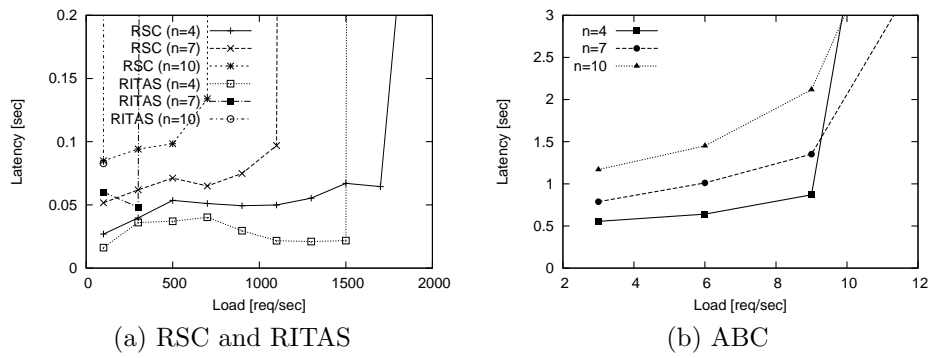 0.2
0.15
0.1
0.05
0
Latency [sec]
0 500 1000 1500 2000
Load [req/sec]
RSC (n=4)
RSC (n=7)
RSC (n=10)
RITAS (n=4)
RITAS (n=7)
RITAS (n=10)
(a) RSC and RITAS
3
2.5
2
1.5
1
0.5
0
Latency [sec]
2 4 6 8 10 12
Load [req/sec]
n=4
n=7
n=10
(b) ABC